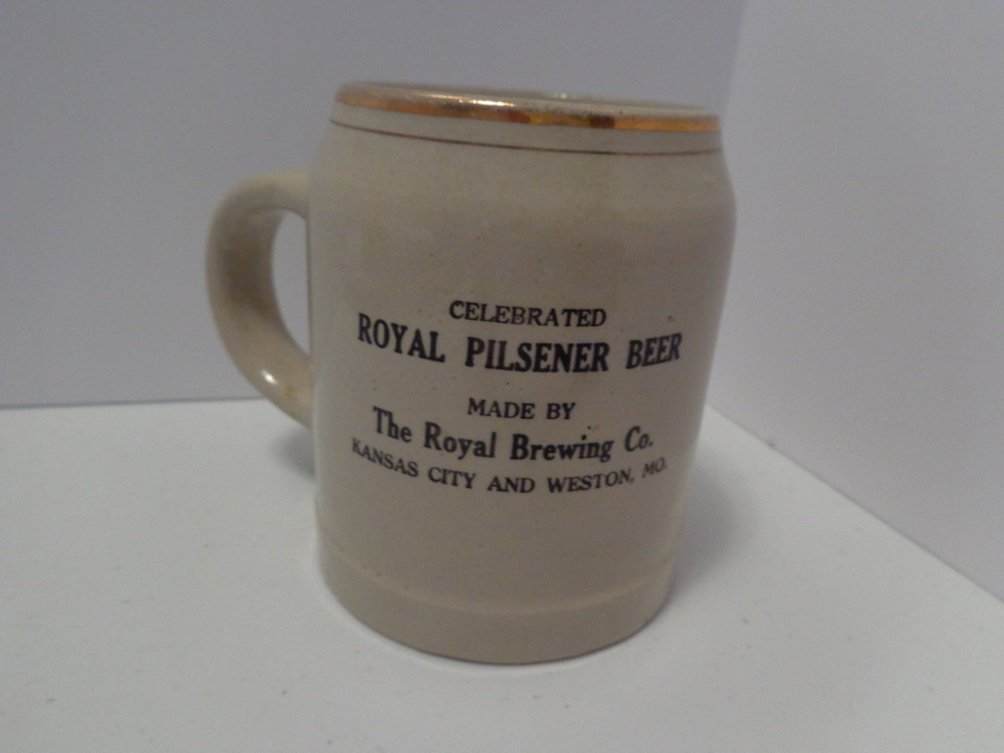 CELEBRATED
ROYAL PILSENER BEER
MADE BY
The Royal Brewing Co.
KANSAS CITY AND WESTON, MO.